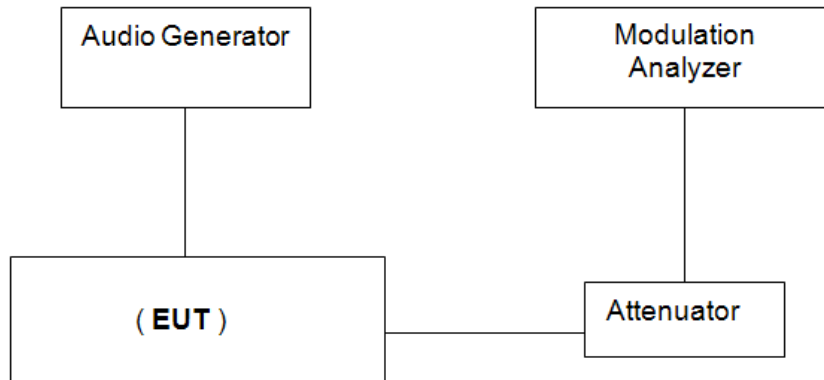 Audio Generator
Modulation
Analyzer
( EUT )
Attenuator